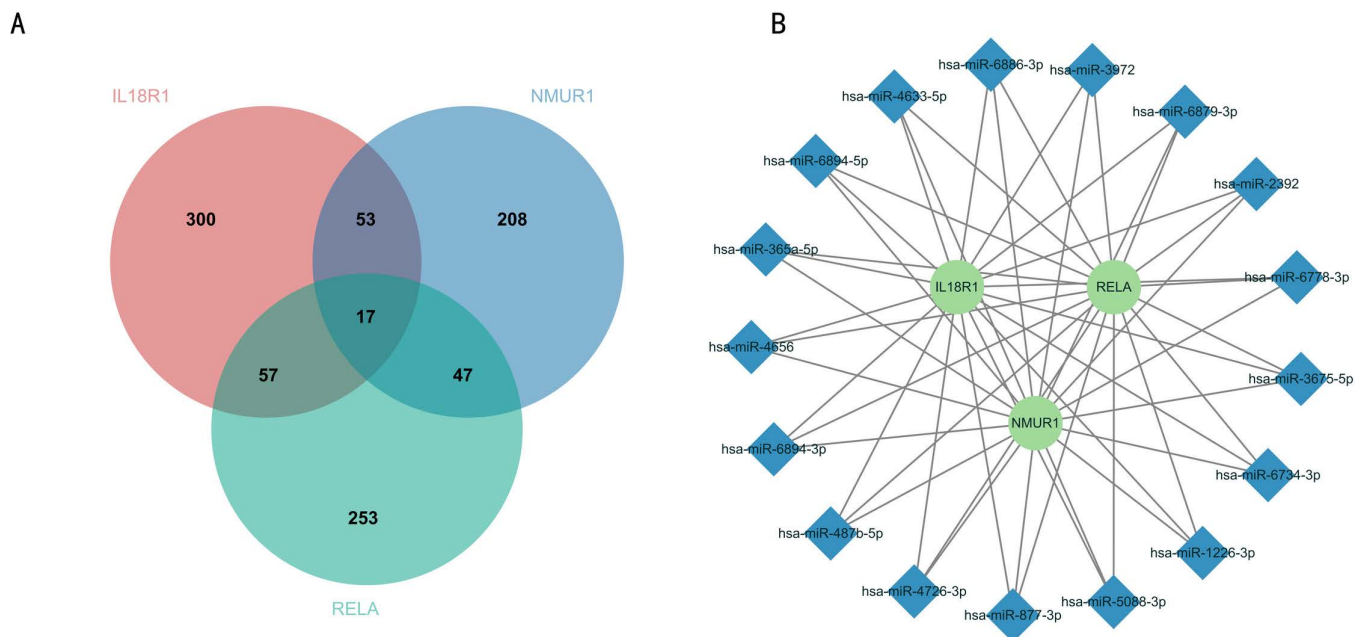 A
B
IL18R1
NMUR1
300
53
208
17
57
47
253
RELA
hsa-miR-6886-3p
hsa-miR-3972
hsa-miR-4633-5p
hsa-miR-6879-3p
hsa-miR-6894-5p
hsa-miR-2392
hsa-miR-365a-5p
hsa-miR-6778-3p
IL18R1
RELA
hsa-miR-4656
hsa-miR-3675-5p
NMUR1
hsa-miR-6894-3p
hsa-miR-6734-3p
hsa-miR-487b-5p
hsa-miR-1226-3p
hsa-miR-4726-3p
hsa-miR-5088-3p
hsa-miR-877-3p